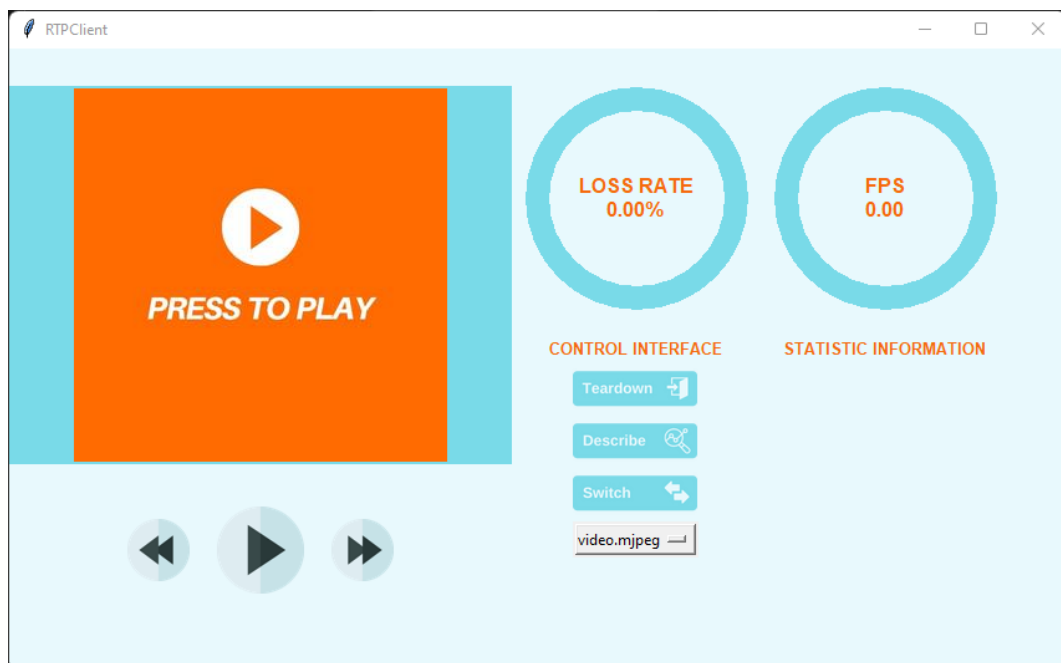 RTPClient
PRESS TO PLAY
LOSS RATE
0.00%
FPS
0.00
CONTROL INTERFACE
STATISTIC INFORMATION
Teardown
Describe
Switch
video.mjpeg